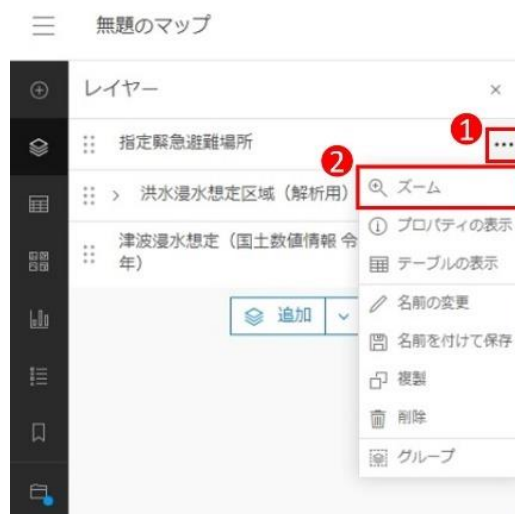 無題のマップ
レイヤー
×
指定緊急避難場所
1
...
2
> 洪水浸水想定区域（解析用）
津波浸水想定（国土数値情報 令
年）
追加
ズーム
プロパティの表示
テーブルの表示
名前の変更
名前を付けて保存
複製
削除
グループ